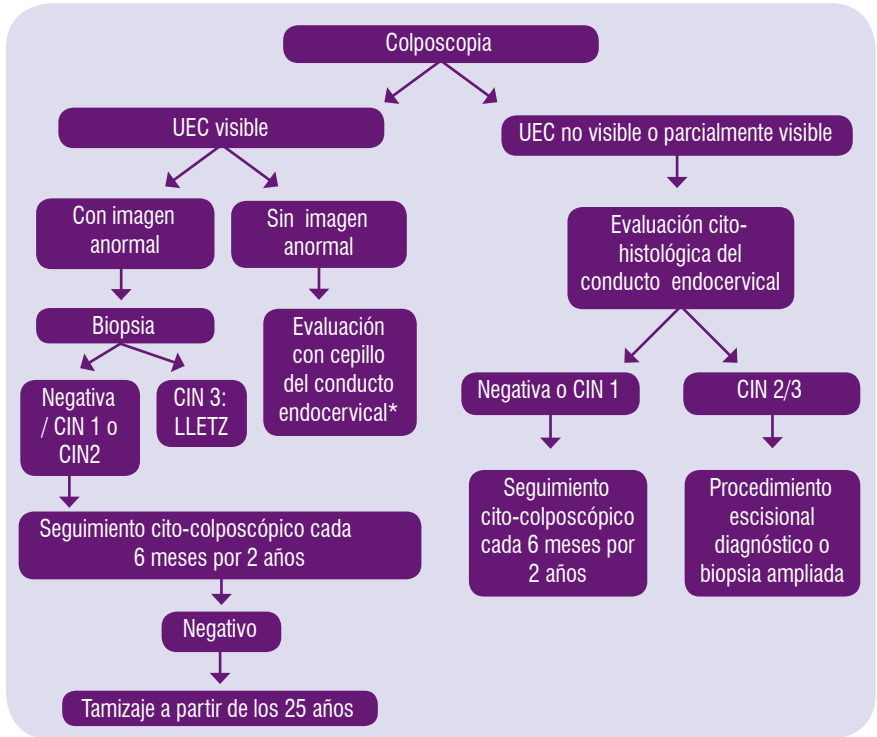 Colposcopia
UEC visible
UEC no visible o parcialmente visible
Con imagen
anormal
Sin imagen
anormal
Evaluación cito-
histológica del
conducto endocervical
Biopsia
Evaluación
con cepillo
del conducto
endocervical*
Negativa
/ CIN 1 o
CIN2
CIN 3:
LLETZ
Negativa o CIN 1
CIN 2/3
Seguimiento cito-colposcópico cada
6 meses por 2 años
Seguimiento
cito-colposcópico
cada 6 meses por
2 años
Procedimiento
escisional
diagnóstico o
biopsia ampliada
Negativo
Tamizaje a partir de los 25 años